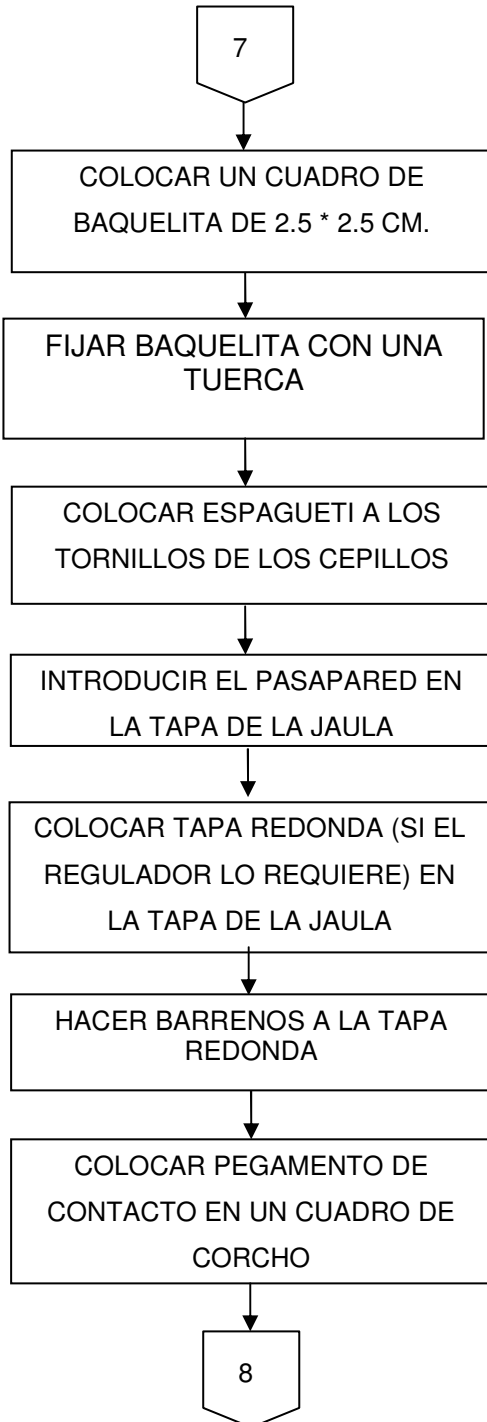 7
COLOCAR UN CUADRO DE
BAQUELITA DE 2.5 * 2.5 CM.
FIJAR BAQUELITA CON UNA
TUERCA
COLOCAR ESPAGUETI A LOS
TORNILLOS DE LOS CEPILLOS
INTRODUCIR EL PASAPARED EN
LA TAPA DE LA JAULA
COLOCAR TAPA REDONDA (SI EL
REGULADOR LO REQUIERE) EN
LA TAPA DE LA JAULA
HACER BARRENOS A LA TAPA
REDONDA
COLOCAR PEGAMENTO DE
CONTACTO EN UN CUADRO DE
CORCHO
8